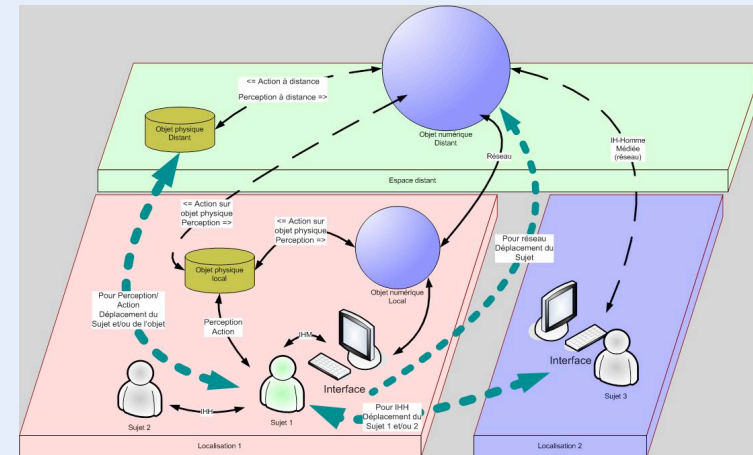 <= Action à distance
Perception à distance =>
Objet physique
Distant
Objet numérique
Distant
IH-Homme
Médiée
(réseau)
Réseau
Espace distant
<= Action sur
objet physique
Perception =>
<= Action sur
objet physique
Perception =>
Objet physique
local
Objet numérique
Local
Pour réseau
Déplacement du
Sujet
Pour Perception/
Action
Déplacement du
Sujet et/ou de l'objet
Perception
Action
IHM
Interface
Interface
Sujet 3
Sujet 2
IHH
Sujet 1
Pour IHH
Déplacement du
Sujet 1 et/ou 2
Localisation 1
Localisation 2